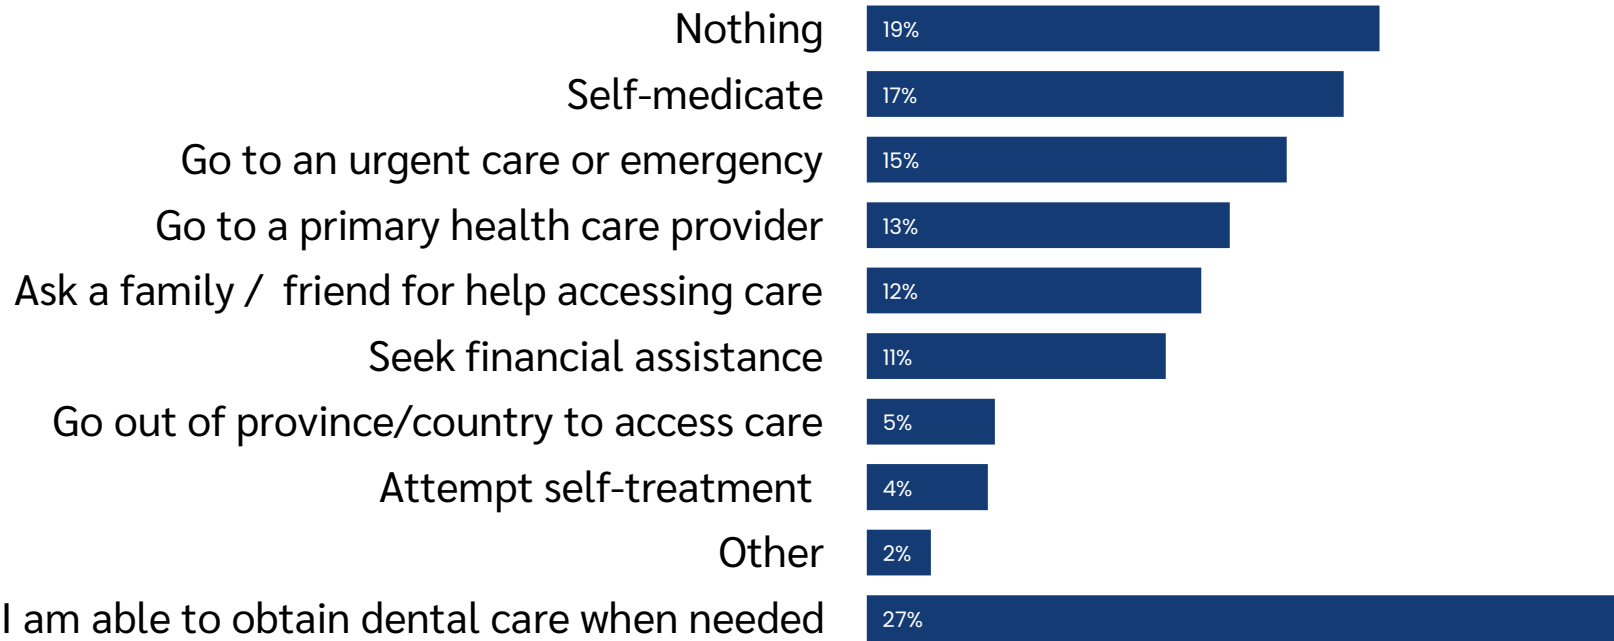 Nothing 19%
Self-medicate 17%
Go to an urgent care or emergency 15%
Go to a primary health care provider 13%
Ask a family / friend for help accessing care 12%
Seek financial assistance 11%
Go out of province/country to access care 5%
Attempt self-treatment 4%
Other 2%
I am able to obtain dental care when needed 27%